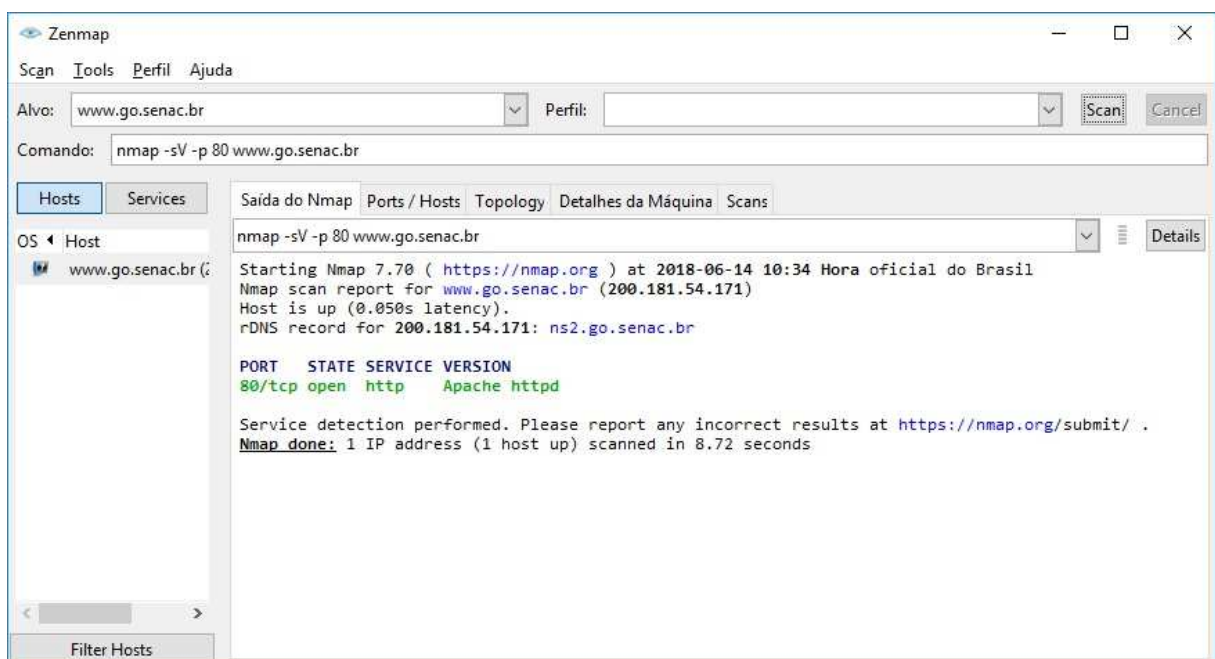 Zenmap
Scan Tools Perfil Ajuda
Alvo: www.go.senac.br Perfil: Scan Cancel
Comando: nmap -sV -p 80 www.go.senac.br
Hosts Services Saída do Nmap Ports / Hosts Topology Detalhes da Máquina Scans
OS Host nmap -sV -p 80 www.go.senac.br Details
www.go.senac.br (2
Starting Nmap 7.70 ( https://nmap.org ) at 2018-06-14 10:34 Hora oficial do Brasil
Nmap scan report for www.go.senac.br (200.181.54.171)
Host is up (0.050s latency).
rDNS record for 200.181.54.171: ns2.go.senac.br
PORT STATE SERVICE VERSION
80/tcp open http Apache httpd
Service detection performed. Please report any incorrect results at https://nmap.org/submit/ .
Nmap done: 1 IP address (1 host up) scanned in 8.72 seconds
Filter Hosts